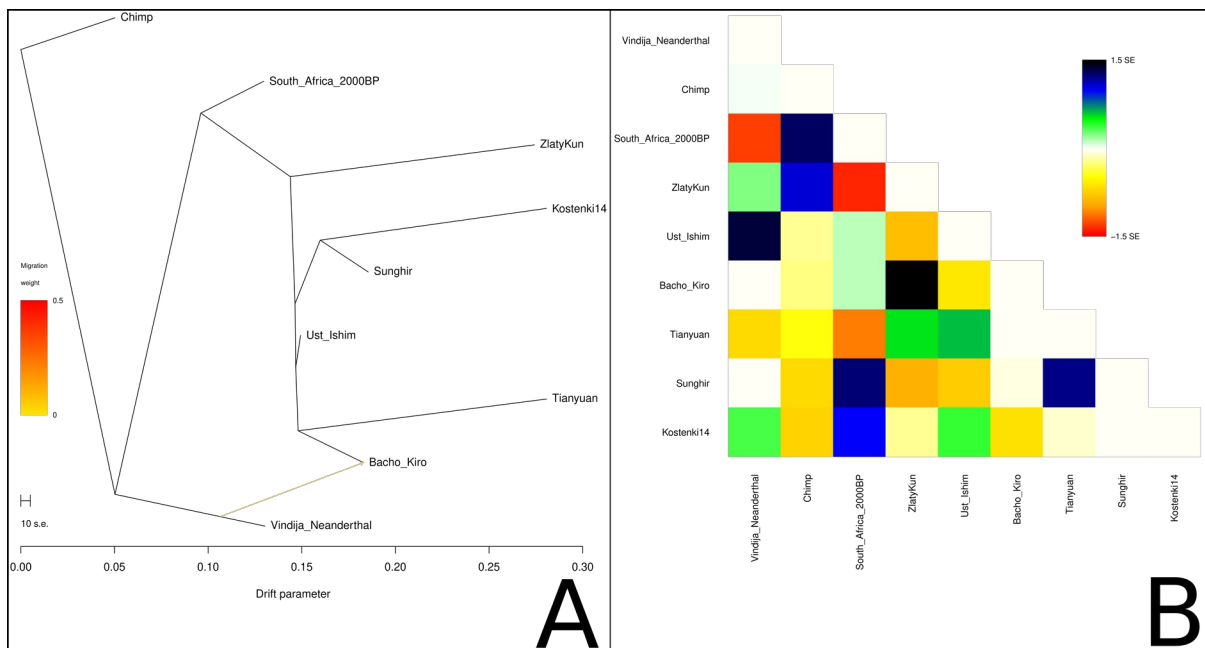 Chimp
South_Africa_2000BP
ZlatyKun
Kostenki14
Sunghir
Ust_Ishim
Tianyuan
Bacho_Kiro
Vindija_Neanderthal
Migration
weight
0.5
0
10 s.e.
0.00 0.05 0.10 0.15 0.20 0.25 0.30
Drift parameter
A
Vindija_Neanderthal
Chimp
South_Africa_2000BP
ZlatyKun
Ust_Ishim
Bacho_Kiro
Tianyuan
Sunghir
Kostenki14
1.5 SE
−1.5 SE
Vindija_Neanderthal
Chimp
South_Africa_2000BP
ZlatyKun
Ust_Ishim
Bacho_Kiro
Tianyuan
Sunghir
Kostenki14
B